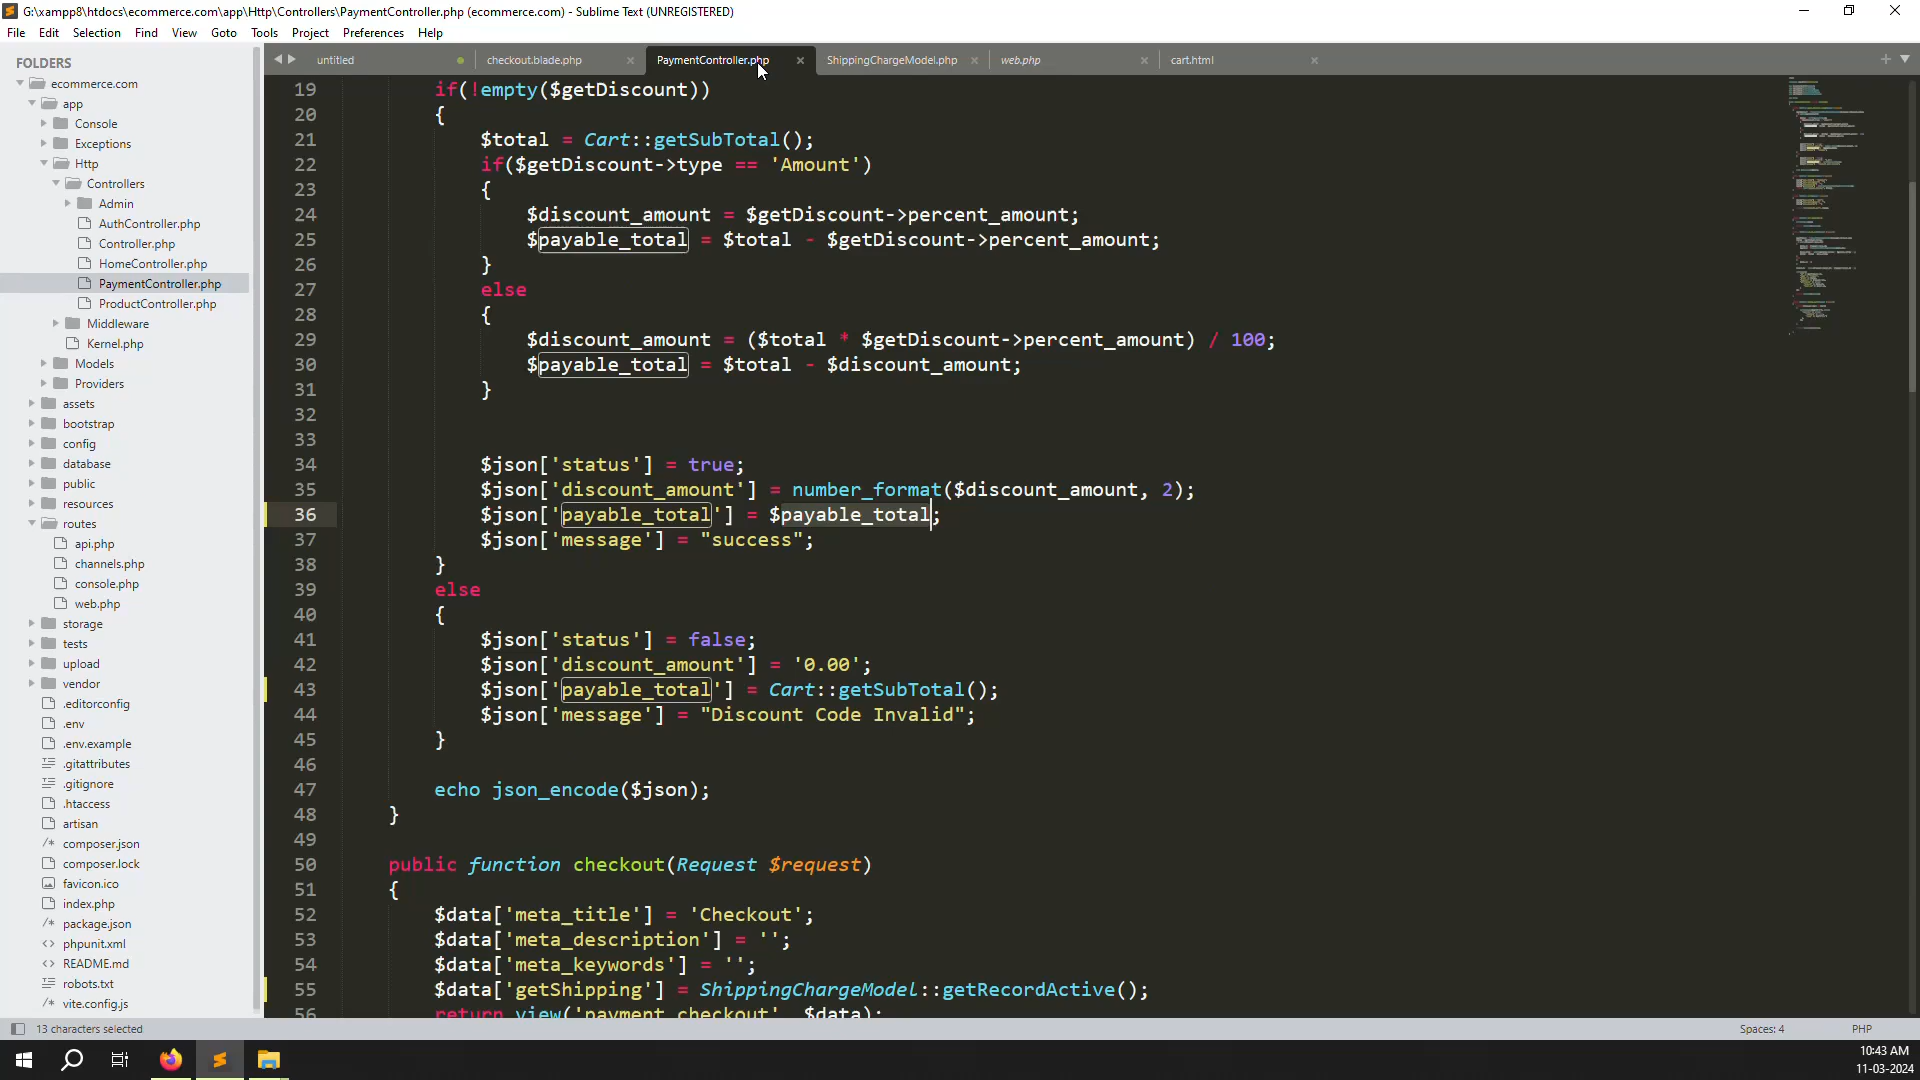 G:\xampp8\htdocs\ecommerce.com\app\Http\Controllers\PaymentController.php (ecommerce.com) - Sublime Text (UNREGISTERED)
File Edit Selection Find View Goto Tools Project Preferences Help
FOLDERS
ecommerce.com
app
Console
Exceptions
Http
Controllers
Admin
AuthController.php
Controller.php
HomeController.php
PaymentController.php
ProductController.php
Middleware
Kernel.php
Models
Providers
assets
bootstrap
config
database
public
resources
routes
api.php
channels.php
console.php
web.php
storage
tests
upload
vendor
.editorconfig
.env
.env.example
.gitattributes
.gitignore
.htaccess
artisan
composer.json
composer.lock
favicon.ico
index.php
package.json
phpunit.xml
README.md
robots.txt
vite.config.js
untitled checkout.blade.php PaymentController.php ShippingChargeModel.php web.php cart.html
19 if(!empty($getDiscount))
20 {
21 $total = Cart::getSubTotal();
22 if($getDiscount->type == 'Amount')
23 {
24 $discount_amount = $getDiscount->percent_amount;
25 $payable_total = $total - $getDiscount->percent_amount;
26 }
27 else
28 {
29 $discount_amount = ($total * $getDiscount->percent_amount) / 100;
30 $payable_total = $total - $discount_amount;
31 }
32
33
34 $json['status'] = true;
35 $json['discount_amount'] = number_format($discount_amount, 2);
36 $json['payable_total'] = $payable_total;
37 $json['message'] = "success";
38 }
39 else
40 {
41 $json['status'] = false;
42 $json['discount_amount'] = '0.00';
43 $json['payable_total'] = Cart::getSubTotal();
44 $json['message'] = "Discount Code Invalid";
45 }
46
47 echo json_encode($json);
48 }
49
50 public function checkout(Request $request)
51 {
52 $data['meta_title'] = 'Checkout';
53 $data['meta_description'] = '';
54 $data['meta_keywords'] = '';
55 $data['getShipping'] = ShippingChargeModel::getRecordActive();
56 return view('payment.checkout', $data);
13 characters selected
Spaces: 4
PHP
10:43 AM
11-03-2024